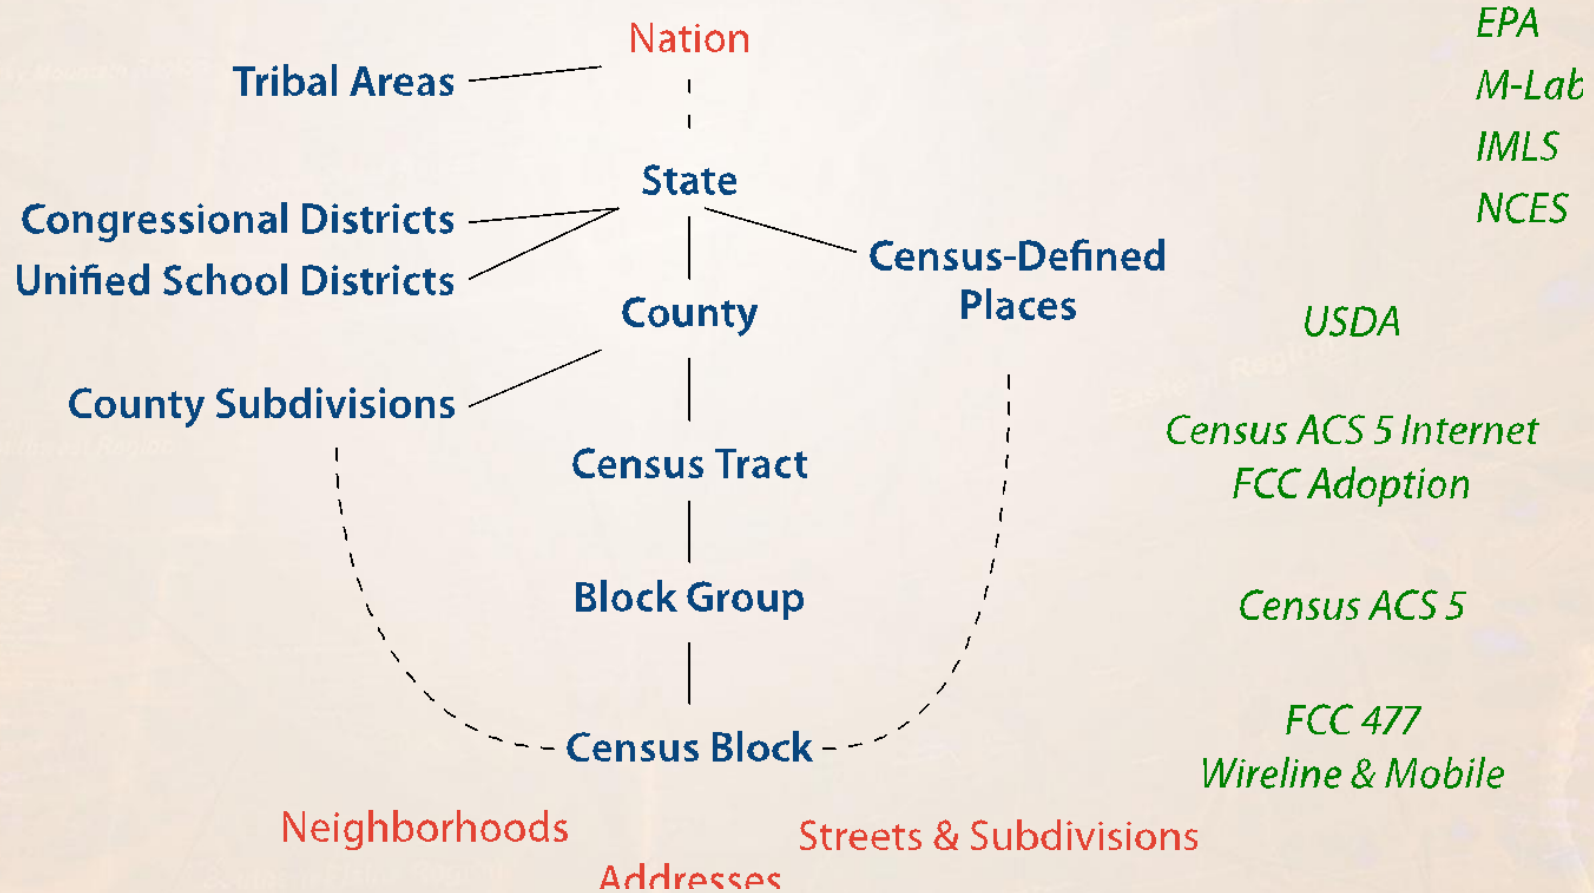 Nation
EPA
Tribal Areas
M-Lab
IMLS
State
NCES
Congressional Districts
Unified School Districts
Census-Defined
Places
County
USDA
County Subdivisions
Census ACS 5 Internet
Census Tract
FCC Adoption
Block Group
Census ACS 5
FCC 477
Census Block
Wireline & Mobile
Neighborhoods
Streets & Subdivisions
Addresses
Eastern Region